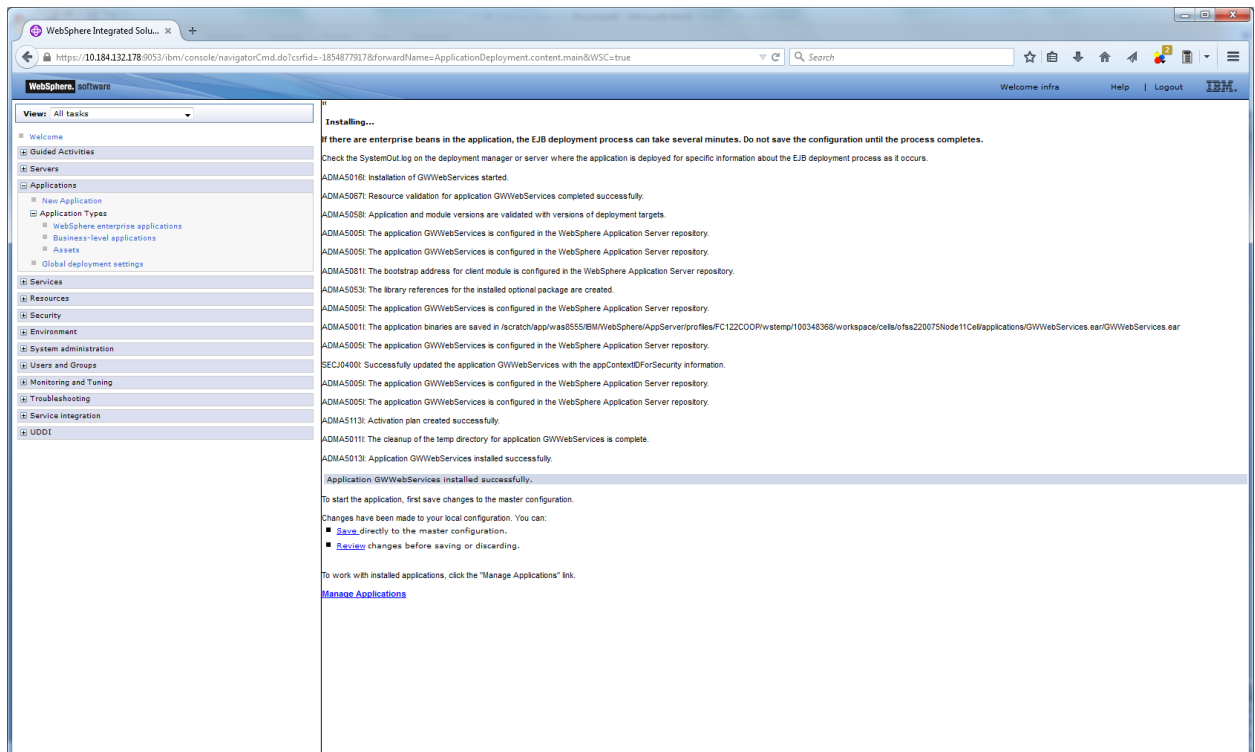 WebSphere Integrated Solu... × +
https://10.184.132.178:9053/ibm/console/navigatorCmd.do?csrfid=-1854877917&forwardName=ApplicationDeployment.content.main&WSC=true
Search
2
WebSphere. software
Welcome infra
Help | Logout
IBM.
View: All tasks
Welcome
Guided Activities
Servers
Applications
New Application
Application Types
WebSphere enterprise applications
Business-level applications
Assets
Global deployment settings
Services
Resources
Security
Environment
System administration
Users and Groups
Monitoring and Tuning
Troubleshooting
Service integration
UDDI
"
Installing...
If there are enterprise beans in the application, the EJB deployment process can take several minutes. Do not save the configuration until the process completes.
Check the SystemOut.log on the deployment manager or server where the application is deployed for specific information about the EJB deployment process as it occurs.
ADMA5016I: Installation of GWWebServices started.
ADMA5067I: Resource validation for application GWWebServices completed successfully.
ADMA5058I: Application and module versions are validated with versions of deployment targets.
ADMA5005I: The application GWWebServices is configured in the WebSphere Application Server repository.
ADMA5005I: The application GWWebServices is configured in the WebSphere Application Server repository.
ADMA5081I: The bootstrap address for client module is configured in the WebSphere Application Server repository.
ADMA5053I: The library references for the installed optional package are created.
ADMA5005I: The application GWWebServices is configured in the WebSphere Application Server repository.
ADMA5001I: The application binaries are saved in /scratch/app/waas8555/IBM/WebSphere/AppServer/profiles/FC122COOP/wstemp/100348368/workspace/cells/ofss220075Node11Cell/applications/GWWebServices.ear/GWWebServices.ear
ADMA5005I: The application GWWebServices is configured in the WebSphere Application Server repository.
SECJ0400I: Successfully updated the application GWWebServices with the appContextIDForSecurity information.
ADMA5005I: The application GWWebServices is configured in the WebSphere Application Server repository.
ADMA5005I: The application GWWebServices is configured in the WebSphere Application Server repository.
ADMA5113I: Activation plan created successfully.
ADMA5011I: The cleanup of the temp directory for application GWWebServices is complete.
ADMA5013I: Application GWWebServices installed successfully.
Application GWWebServices installed successfully.
To start the application, first save changes to the master configuration.
Changes have been made to your local configuration. You can:
Save directly to the master configuration.
Review changes before saving or discarding.
To work with installed applications, click the "Manage Applications" link.
Manage Applications